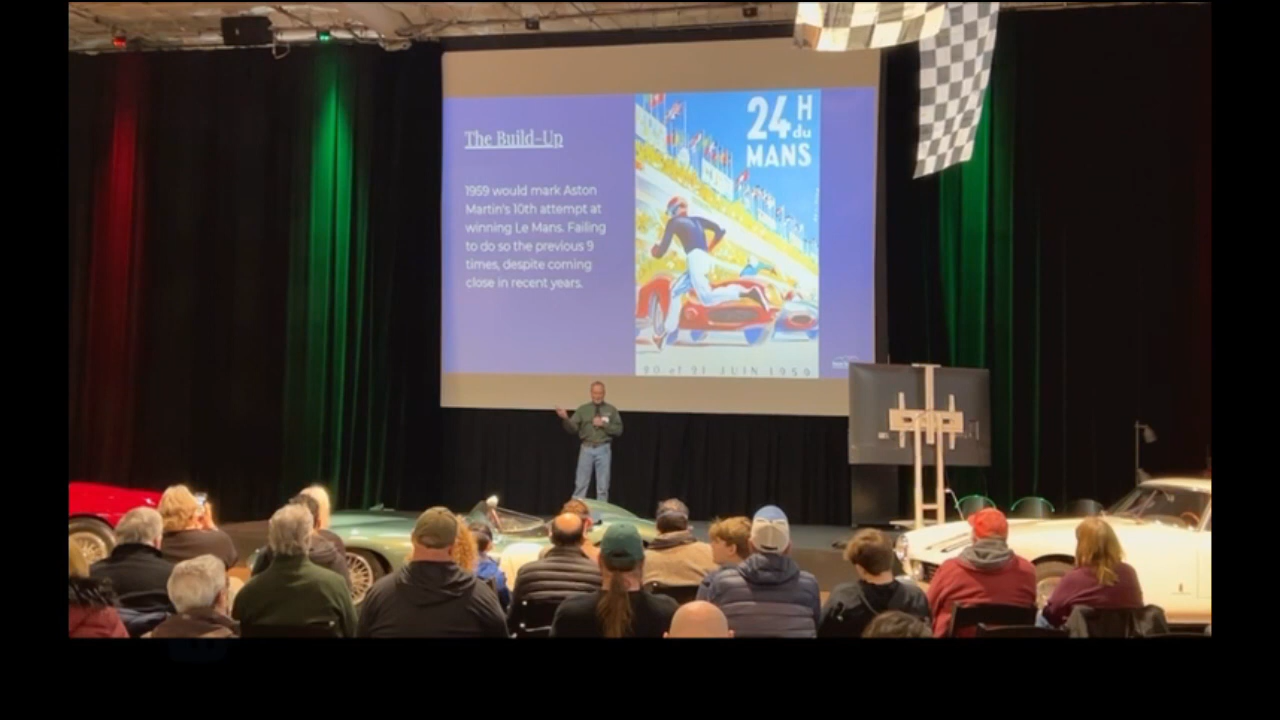 The Build-Up
1959 would mark Aston
Martin's 10th attempt at
winning Le Mans. Failing
to do so the previous 9
times, despite coming
close in recent years.
24 H
du
MANS
20 et 21 JUIN 1959